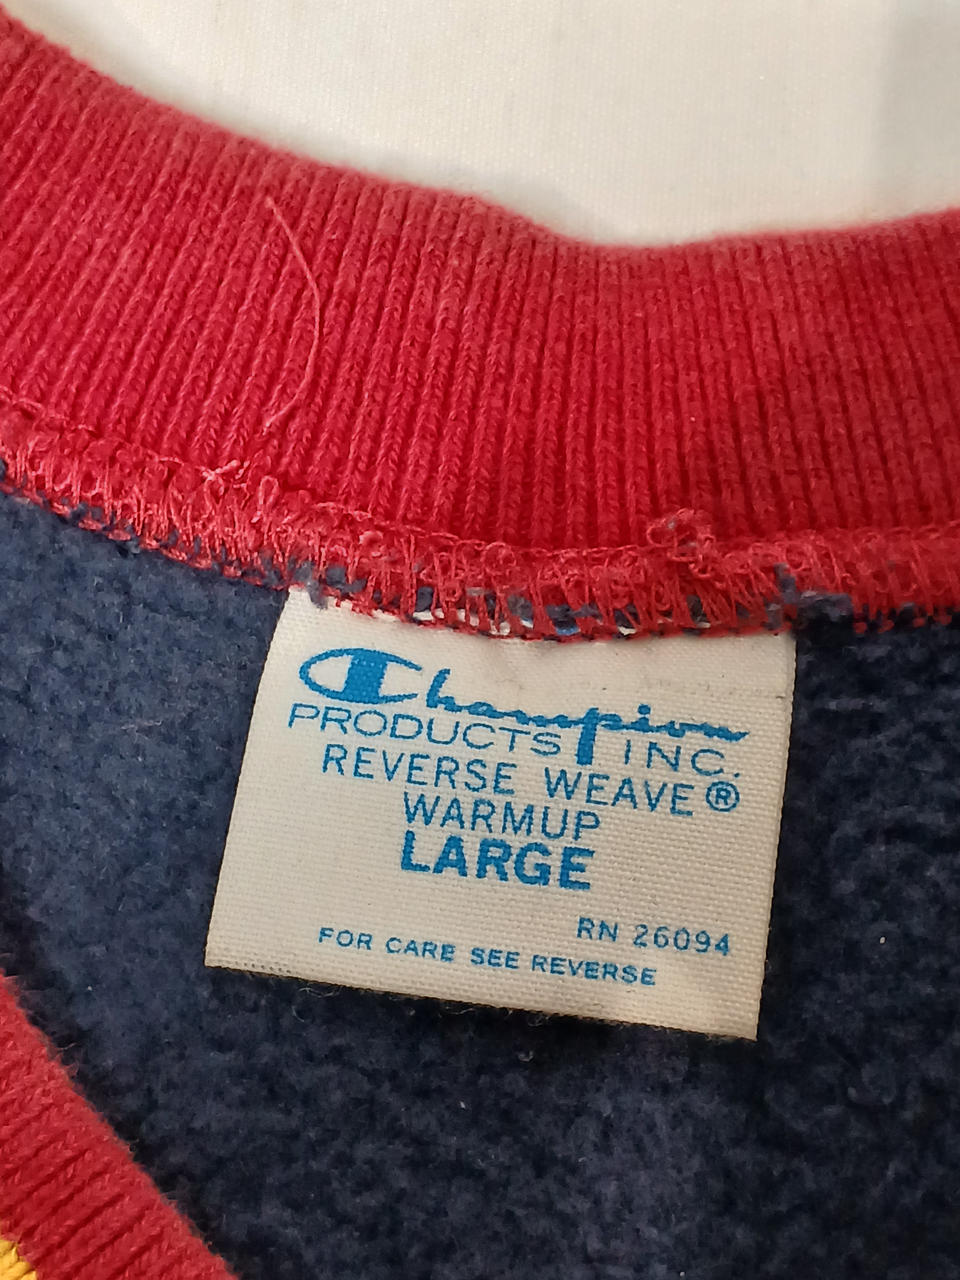 Champion
PRODUCTS INC.
REVERSE WEAVE®
WARMUP
LARGE
RN 26094
FOR CARE SEE REVERSE